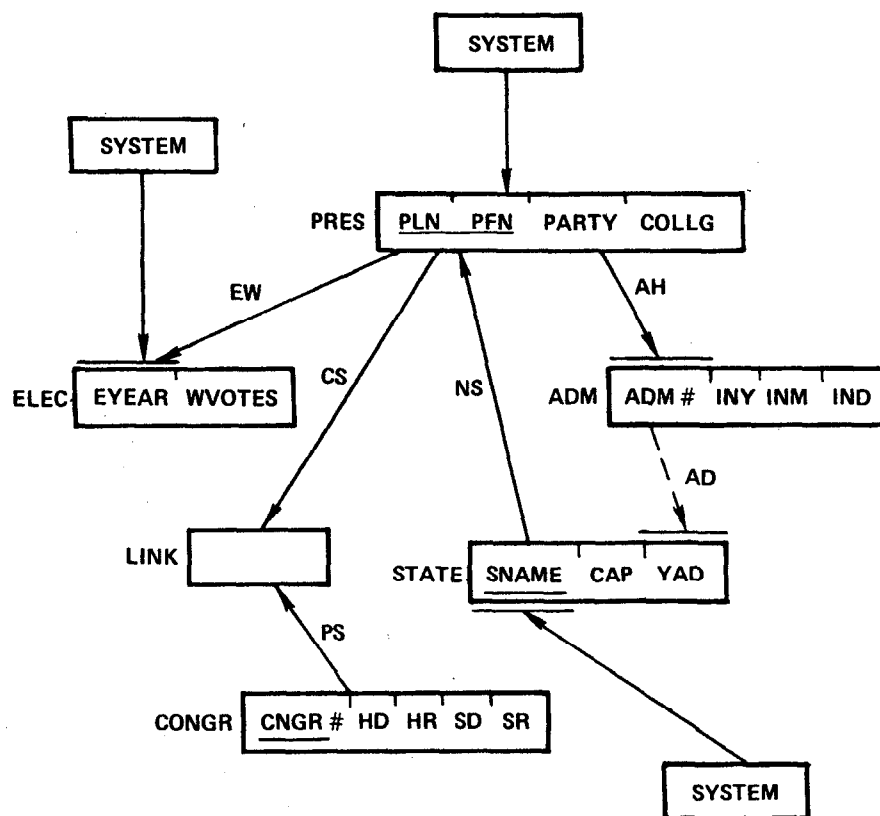 SYSTEM
SYSTEM
PRES PLN PFN PARTY COLLG
EW
AH
CS
NS
ELEC EYEAR WVOTES
ADM ADM # INY INM IND
AD
LINK
STATE SNAME CAP YAD
PS
CONGR CNGR # HD HR SD SR
SYSTEM